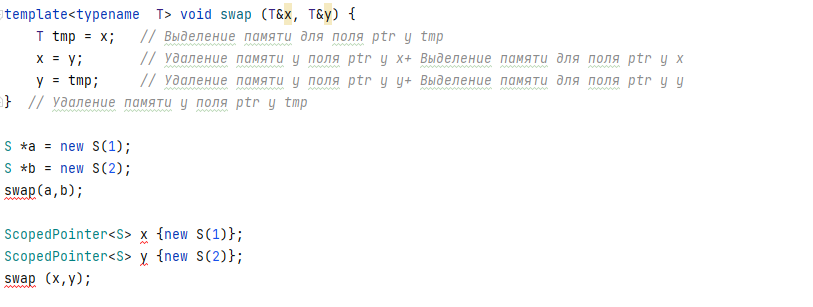 template<typename  T> void swap (T&x, T&y) {
    T tmp = x;   // Выделение памяти для поля ptr у tmp
    x = y;       // Удаление памяти у поля ptr у x+ Выделение памяти для поля ptr у x
    y = tmp;     // Удаление памяти у поля ptr у y+ Выделение памяти для поля ptr у y
}  // Удаление памяти у поля ptr у tmp
S *a = new S(1);
S *b = new S(2);
swap(a,b);
ScopedPointer<S> x {new S(1)};
ScopedPointer<S> y {new S(2)};
swap (x,y);